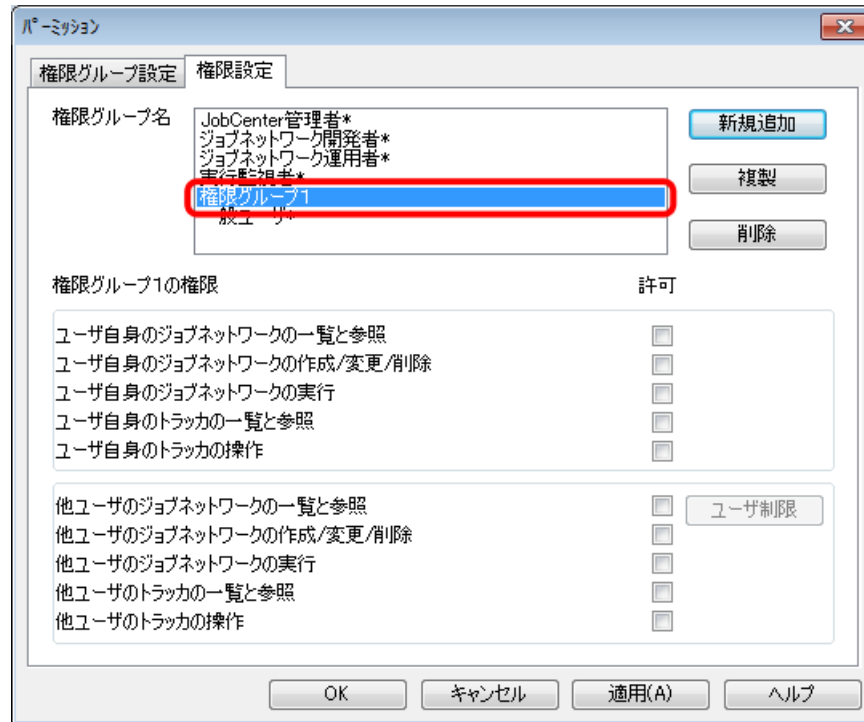 パーミッション
権限グループ設定 権限設定
権限グループ名
JobCenter管理者*
ジョブネットワーク開発者*
ジョブネットワーク運用者*
実行監視者*
権限グループ1
一般ユーザ*
新規追加
複製
削除
権限グループ1の権限 許可
ユーザ自身のジョブネットワークの一覧と参照
ユーザ自身のジョブネットワークの作成/変更/削除
ユーザ自身のジョブネットワークの実行
ユーザ自身のトラッカの一覧と参照
ユーザ自身のトラッカの操作
他ユーザのジョブネットワークの一覧と参照 ユーザ制限
他ユーザのジョブネットワークの作成/変更/削除
他ユーザのジョブネットワークの実行
他ユーザのトラッカの一覧と参照
他ユーザのトラッカの操作
OK キャンセル 適用(A) ヘルプ